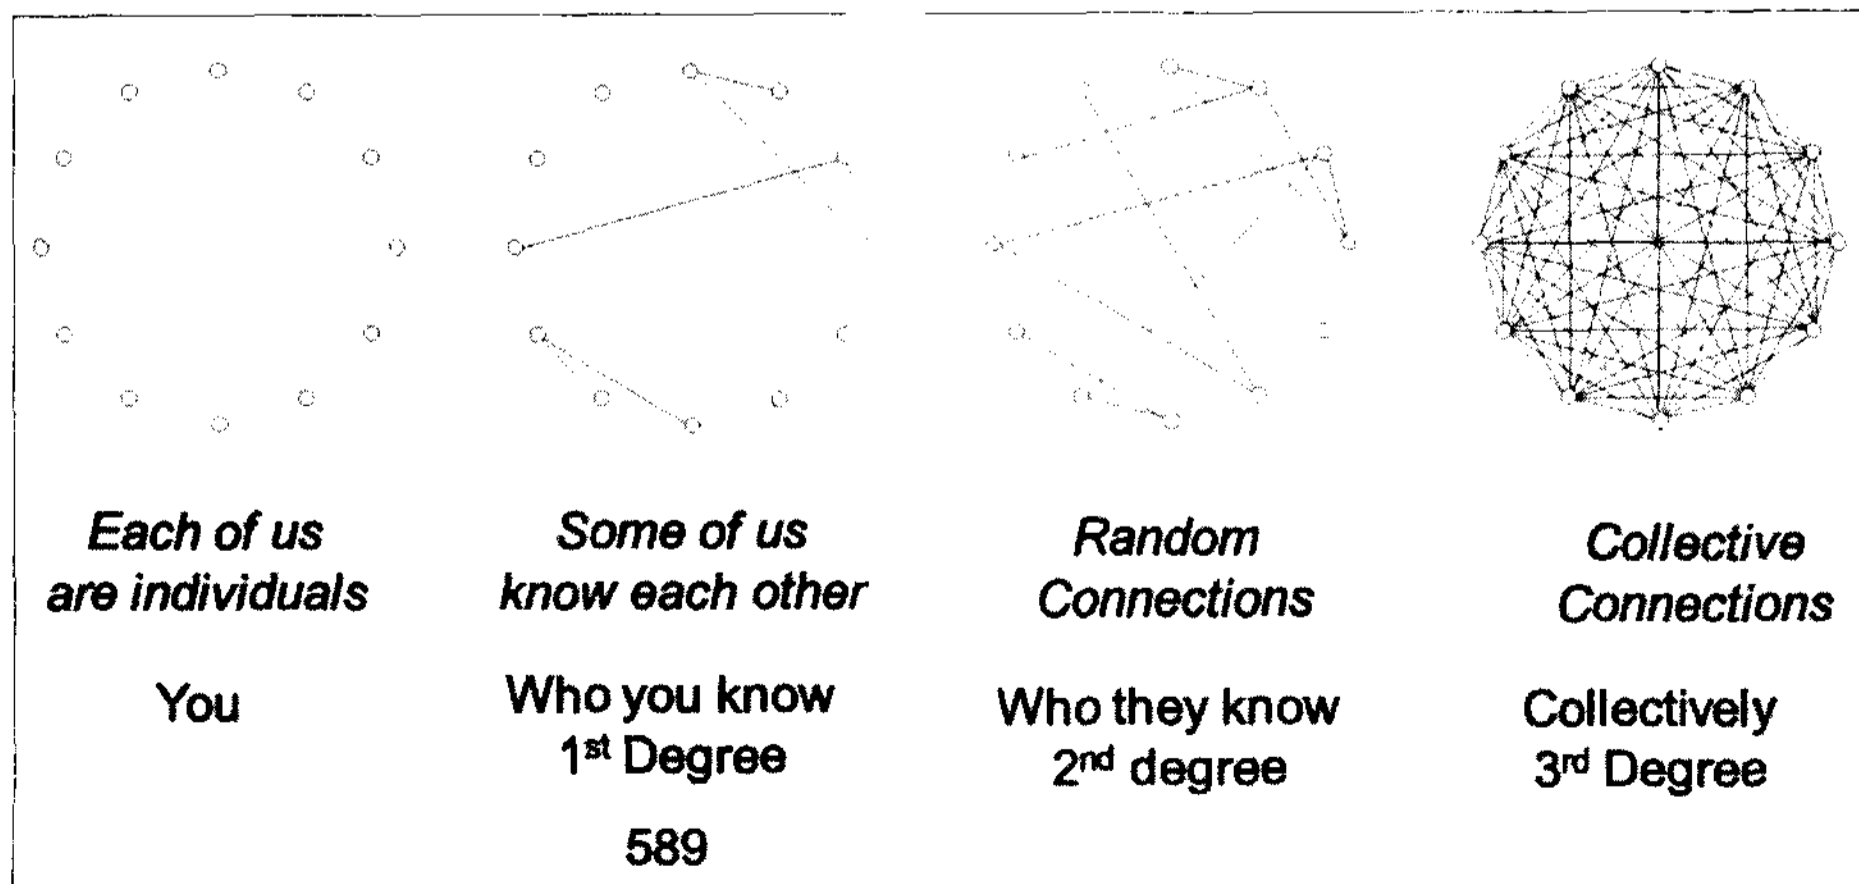 Each of us
are individuals
You
Some of us
know each other
Who you know
1st Degree
589
Random
Connections
Who they know
2nd degree
Collective
Connections
Collectively
3rd Degree